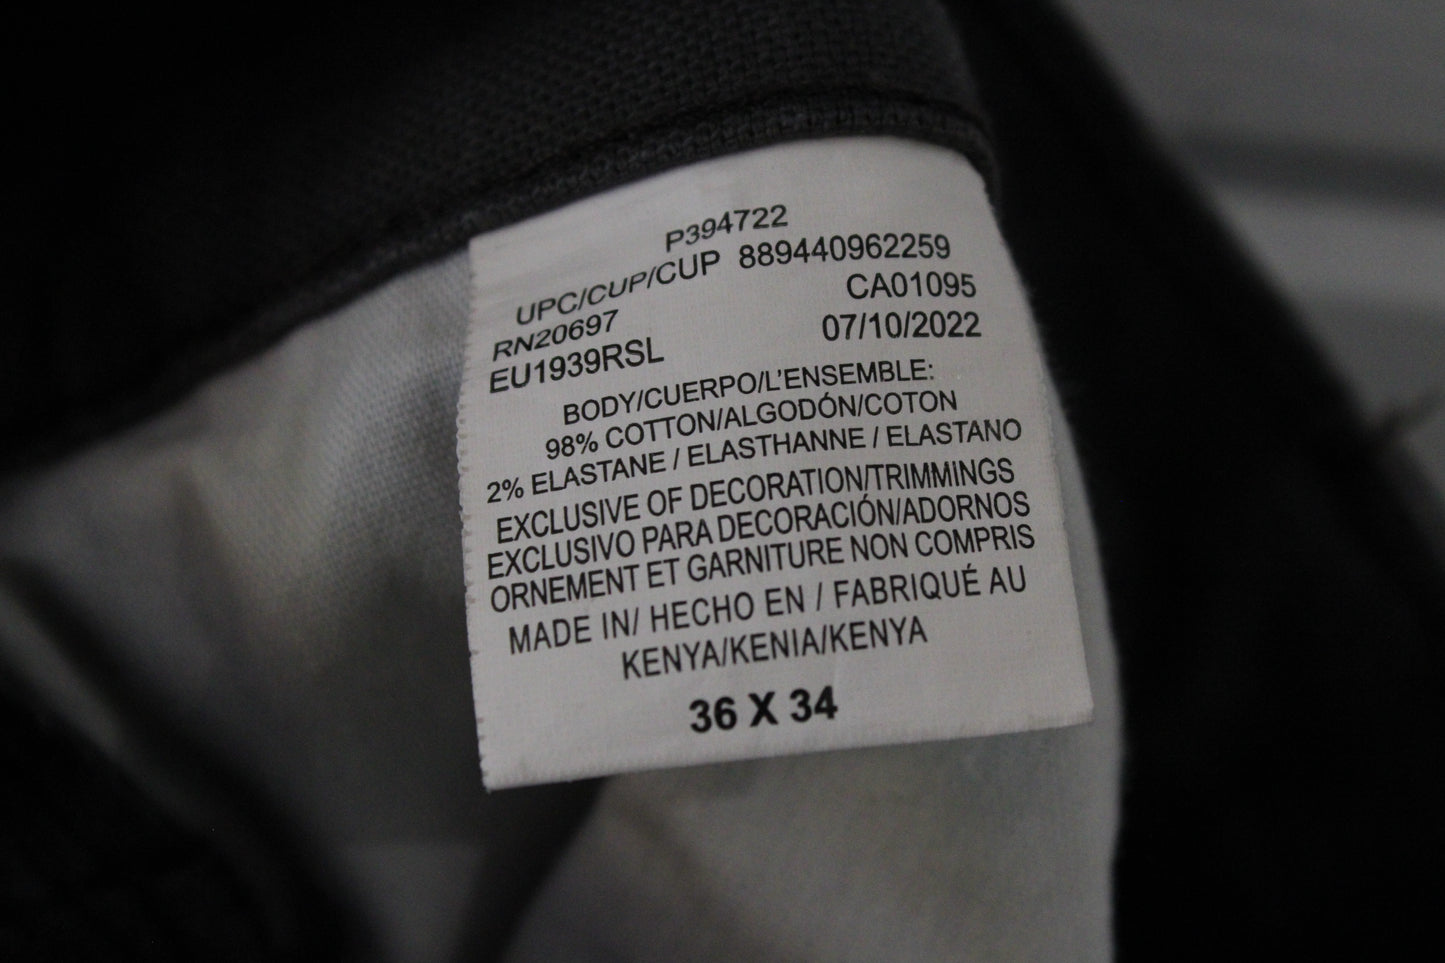 P394722
UPC/CUP/CUP 889440962259
RN20697 CA01095
EU1939RSL 07/10/2022
BODY/CUERPO/L'ENSEMBLE:
98% COTTON/ALGODÓN/COTON
2% ELASTANE / ELASTHANNE / ELASTANO
EXCLUSIVE OF DECORATION/TRIMMINGS
EXCLUSIVO PARA DECORACIÓN/ADORNOS
ORNEMENT ET GARNITURE NON COMPRIS
MADE IN/ HECHO EN / FABRIQUÉ AU
KENYA/KENIA/KENYA
36 X 34